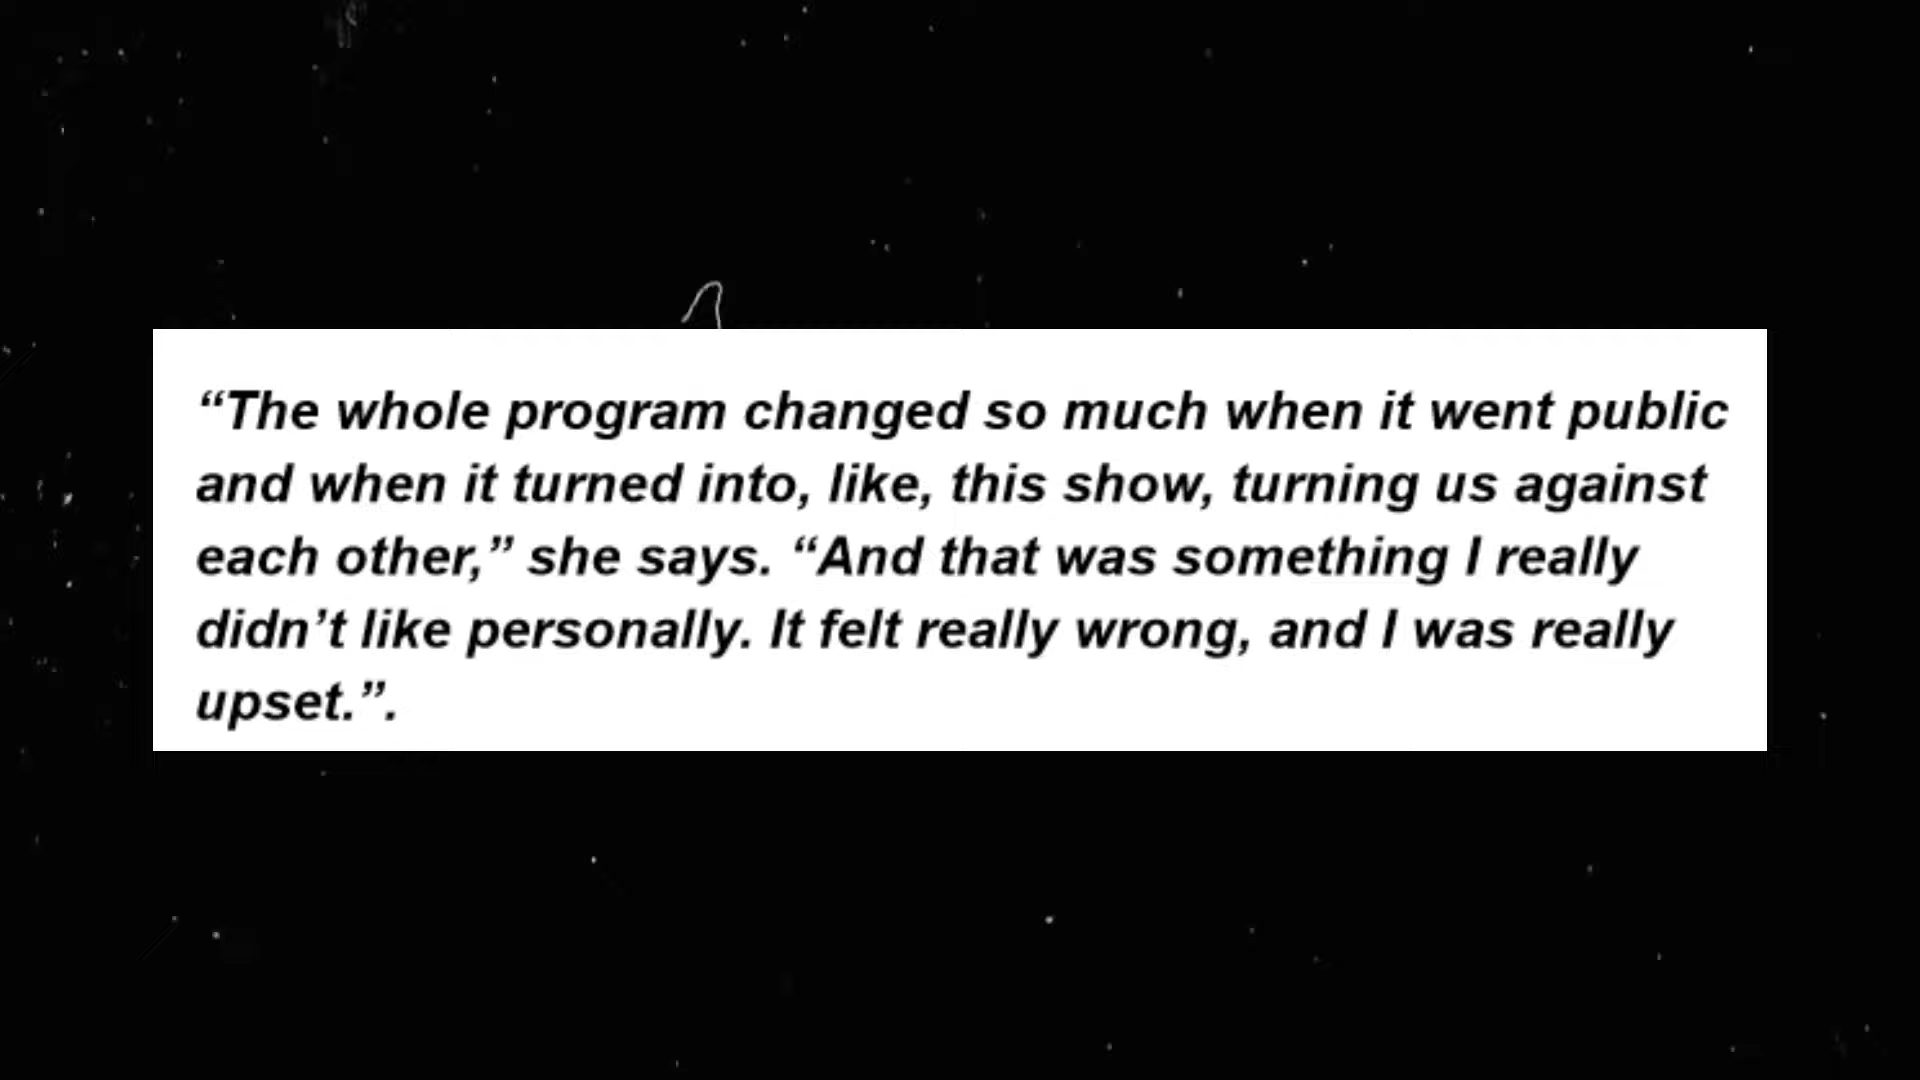 “The whole program changed so much when it went public
and when it turned into, like, this show, turning us against
each other,” she says. “And that was something I really
didn’t like personally. It felt really wrong, and I was really
upset.”.